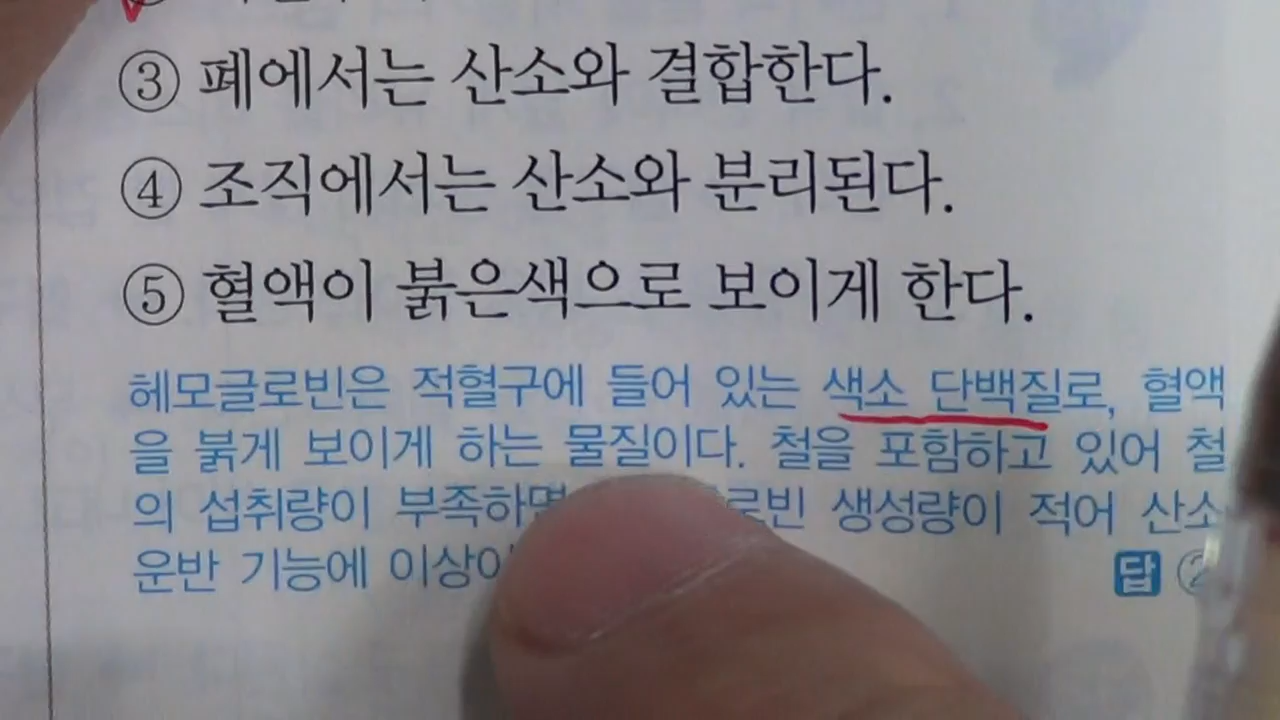 ③ 폐에서는 산소와 결합한다.
④ 조직에서는 산소와 분리된다.
⑤ 혈액이 붉은색으로 보이게 한다.
헤모글로빈은 적혈구에 들어 있는 색소 단백질로, 혈액
을 붉게 보이게 하는 물질이다. 철을 포함하고 있어 철
의 섭취량이 부족하면 생성량이 적어 산소
운반 기능에 답 ②